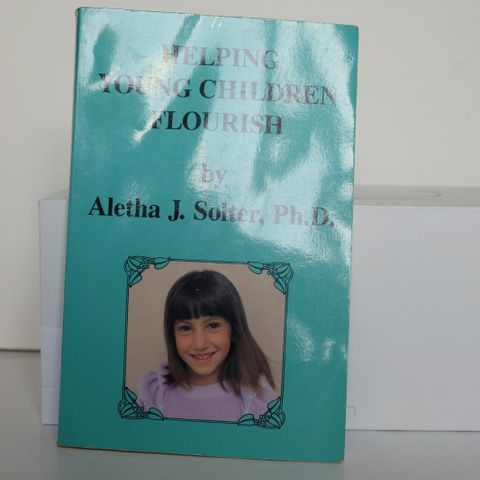 HELPING
YOUNG CHILDREN
FLOURISH
by
Aletha J. Solter, Ph.D.